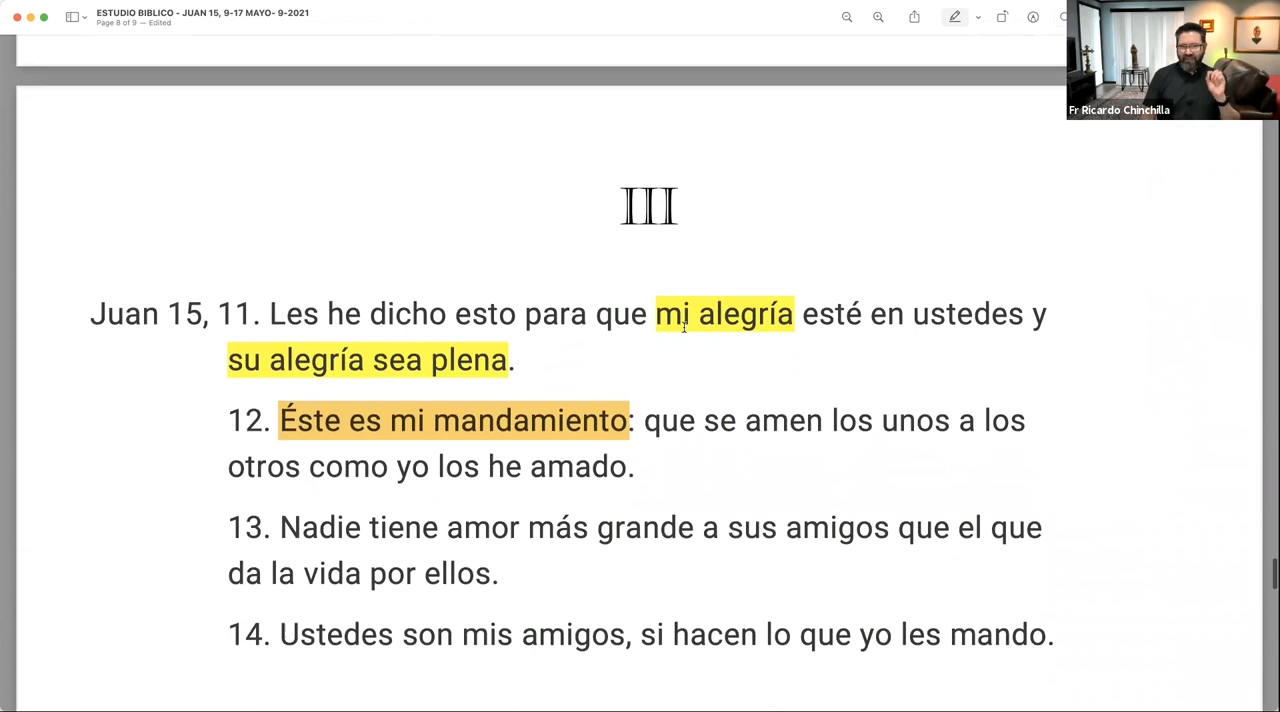 ESTUDIO BIBLICO - JUAN 15, 9-17 MAYO- 9-2021
Page 8 of 9 — Edited
Fr Ricardo Chinchilla
III
Juan 15, 11. Les he dicho esto para que mi alegría esté en ustedes y
su alegría sea plena.
12. Éste es mi mandamiento: que se amen los unos a los
otros como yo los he amado.
13. Nadie tiene amor más grande a sus amigos que el que
da la vida por ellos.
14. Ustedes son mis amigos, si hacen lo que yo les mando.